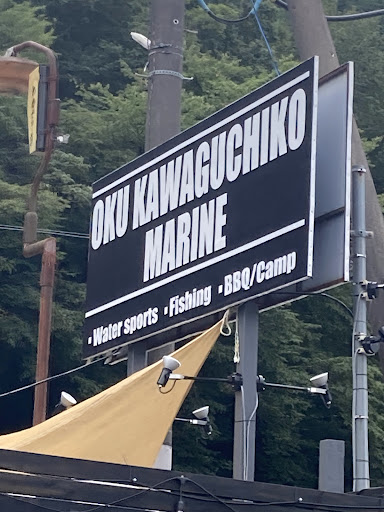 OKU KAWAGUCHIKO
MARINE
▪Water sports ▪Fishing ▪BBQ/Camp